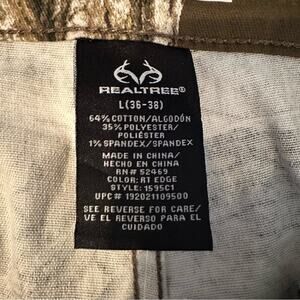 REALTREE®
L(36-38)
64% COTTON/ALGODÓN
35% POLYESTER/
POLIÉSTER
1% SPANDEX/SPANDEX
MADE IN CHINA/
HECHO EN CHINA
RN# 52469
COLOR: RT EDGE
STYLE: 1595C1
UPC# 192021109500
SEE REVERSE FOR CARE/
VE EL REVERSO PARA EL
CUIDADO